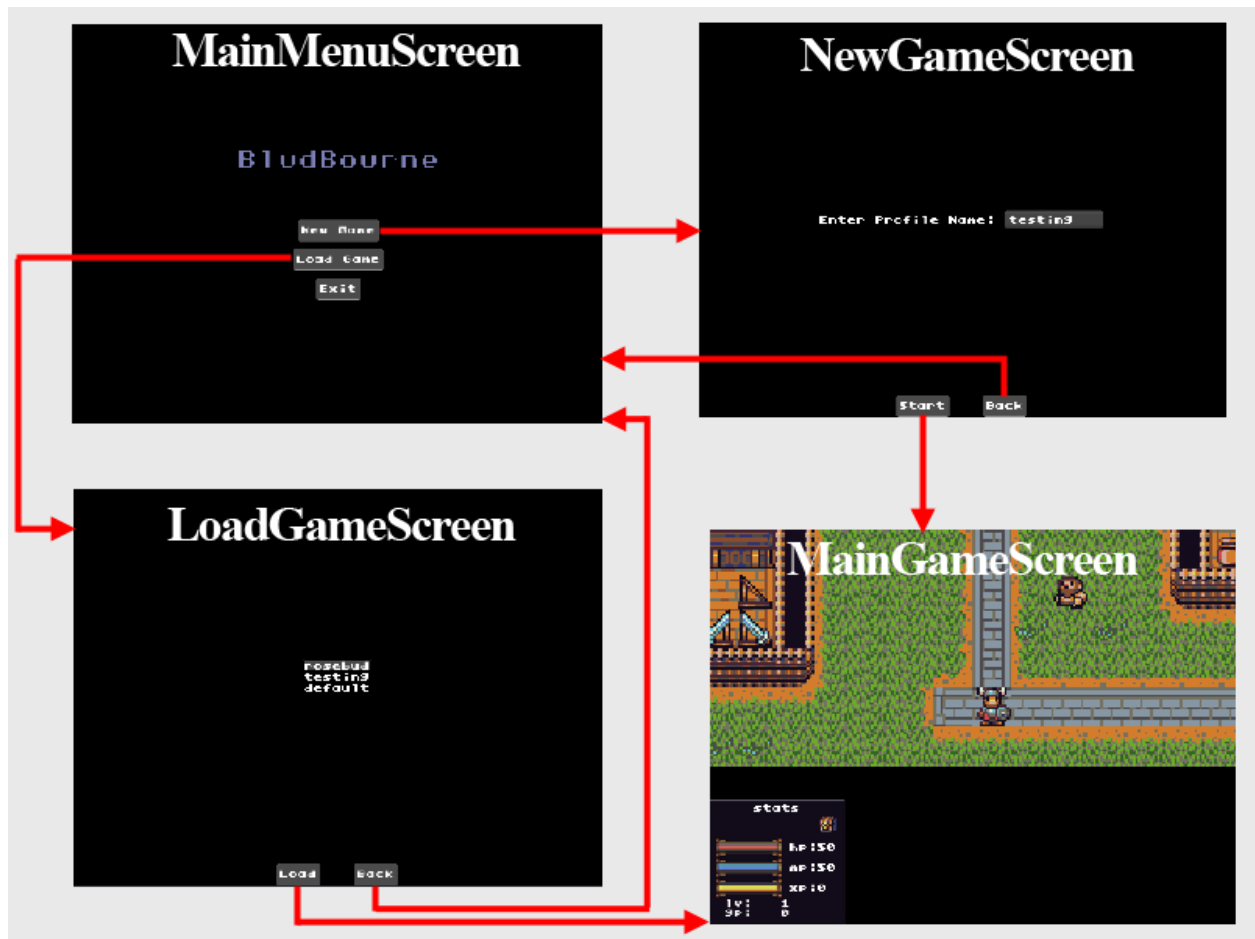 MainMenuScreen
BludBourne
New Game
Load Game
Exit
NewGameScreen
Enter Profile Name: testing
Start Back
LoadGameScreen
rosebud
testing
default
Load Back
MainGameScreen
stats
hp:50
mp:50
xp:0
lv: 1
gp: 0